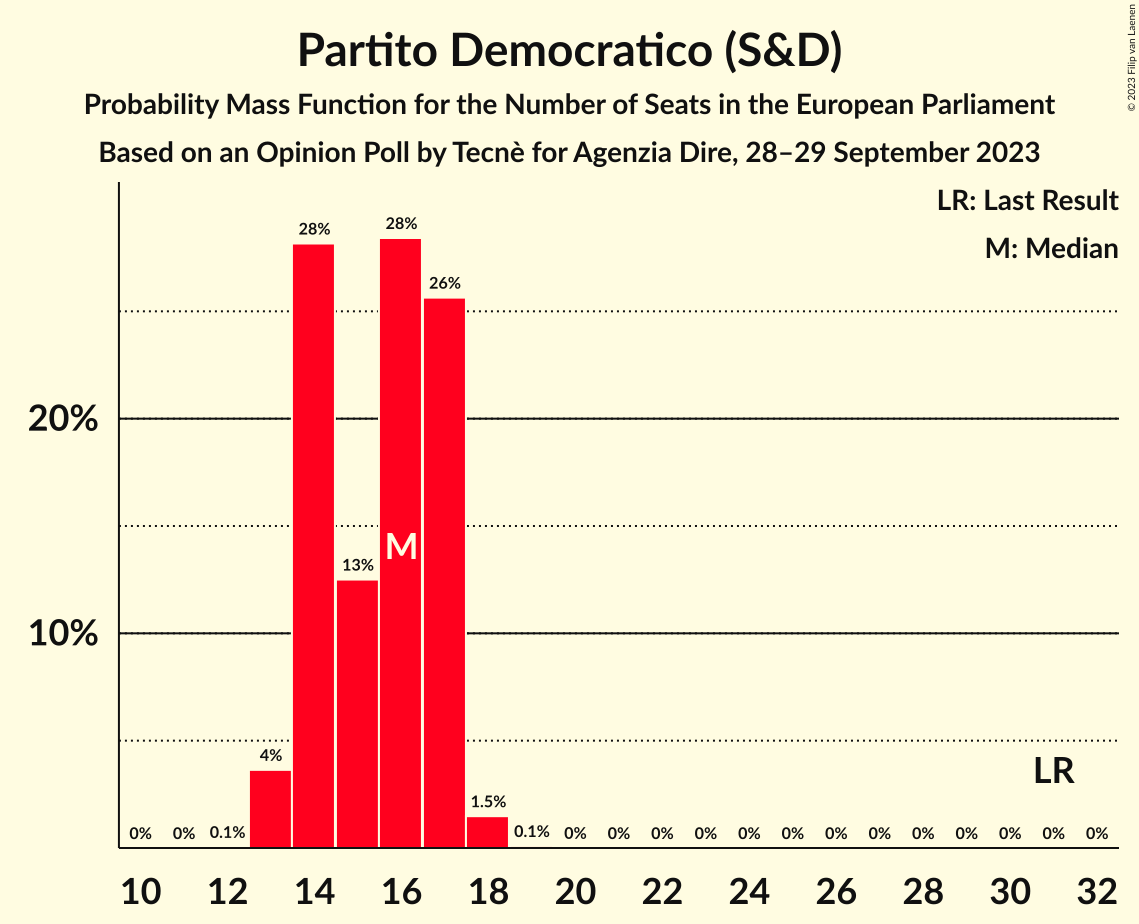 Partito Democratico (S&D)
Probability Mass Function for the Number of Seats in the European Parliament
Based on an Opinion Poll by Tecnè for Agenzia Dire, 28–29 September 2023
© 2023 Filip van Laenen
LR: Last Result
M: Median
28%
28%
26%
20%
M
13%
10%
4%
LR
1.5%
0% 0% 0.1% 0.1% 0% 0% 0% 0% 0% 0% 0% 0% 0% 0% 0% 0% 0%
10 12 14 16 18 20 22 24 26 28 30 32